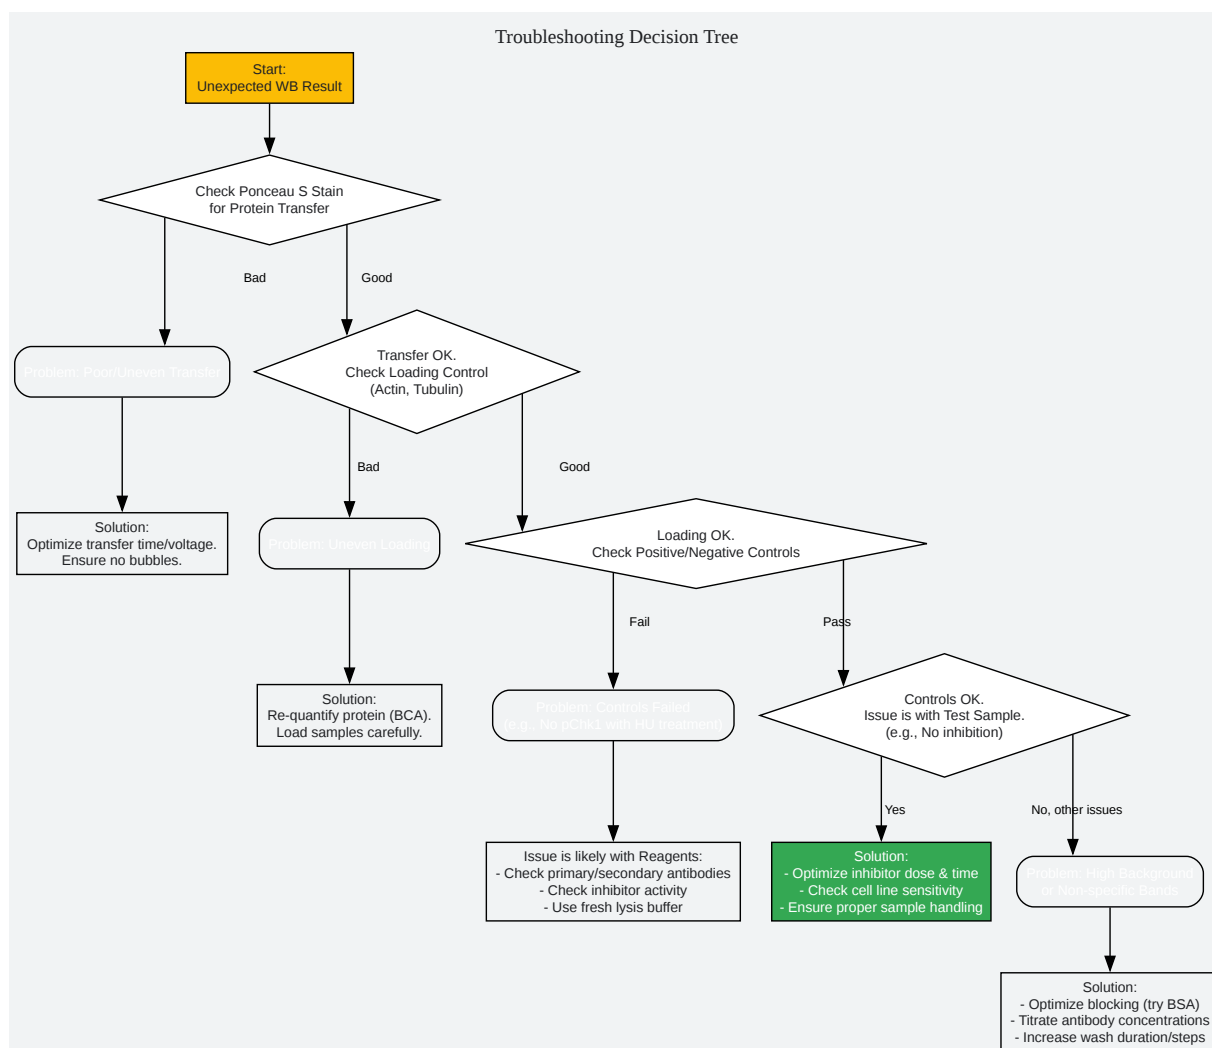 Troubleshooting Decision Tree
Start:
Unexpected WB Result
Check Ponceau S Stain
for Protein Transfer
Bad
Good
Problem: Poor/Uneven Transfer
Transfer OK.
Check Loading Control
(Actin, Tubulin)
Bad
Good
Solution:
Optimize transfer time/voltage.
Ensure no bubbles.
Problem: Uneven Loading
Loading OK.
Check Positive/Negative Controls
Fail
Pass
Solution:
Re-quantify protein (BCA).
Load samples carefully.
Problem: Controls Failed
(e.g., No pChk1 with HU treatment)
Controls OK.
Issue is with Test Sample.
(e.g., No inhibition)
Yes
No, other issues
Issue is likely with Reagents:
- Check primary/secondary antibodies
- Check inhibitor activity
- Use fresh lysis buffer
Solution:
- Optimize inhibitor dose & time
- Check cell line sensitivity
- Ensure proper sample handling
Problem: High Background
or Non-specific Bands
Solution:
- Optimize blocking (try BSA)
- Titrate antibody concentrations
- Increase wash duration/steps